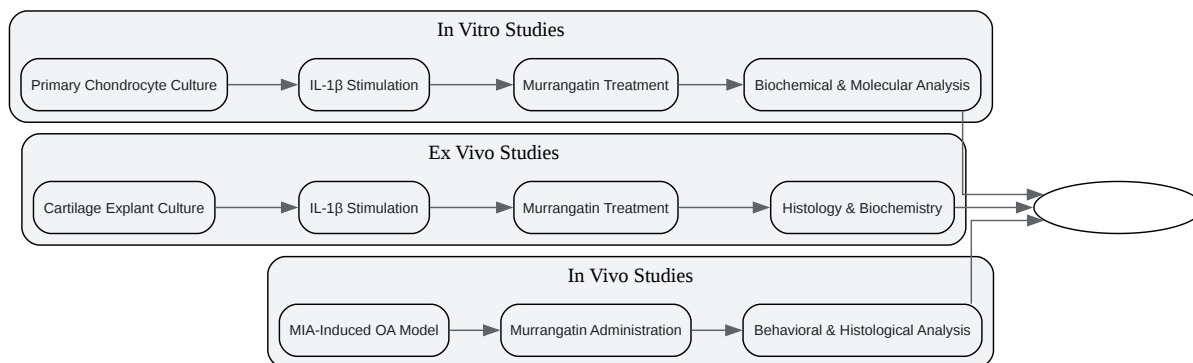 In Vitro Studies
Primary Chondrocyte Culture
IL-1β Stimulation
Murrangatin Treatment
Biochemical & Molecular Analysis
Ex Vivo Studies
Cartilage Explant Culture
IL-1β Stimulation
Murrangatin Treatment
Histology & Biochemistry
In Vivo Studies
MIA-Induced OA Model
Murrangatin Administration
Behavioral & Histological Analysis